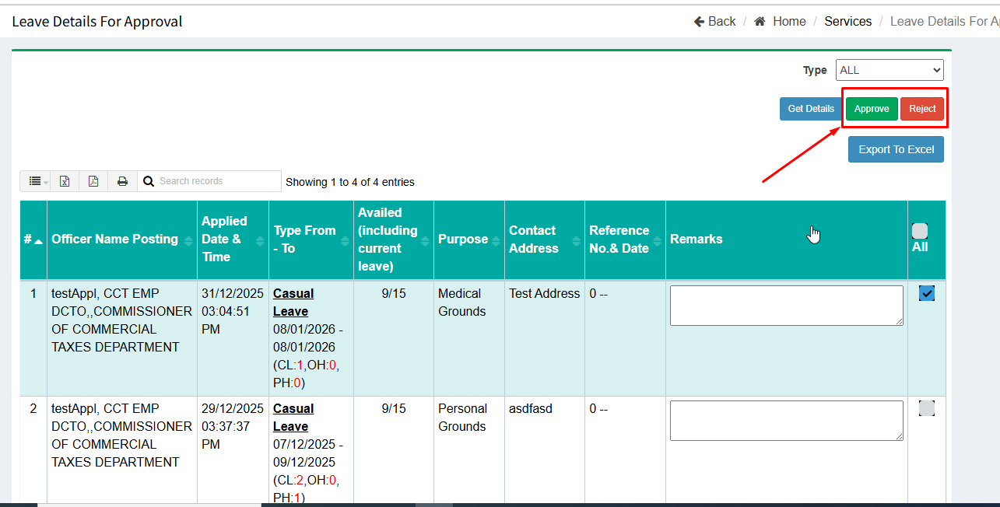 Leave Details For Approval
Back / Home / Services / Leave Details For A
Type ALL
Get Details Approve Reject
Export To Excel
Search records Showing 1 to 4 of 4 entries
# Officer Name Posting Applied Date & Time Type From - To Availed (including current leave) Purpose Contact Address Reference No.& Date Remarks All
1 testAppl, CCT EMP 31/12/2025 Casual 9/15 Medical Test Address 0 --
DCTO,,COMMISSIONER 03:04:51 Leave Grounds
OF COMMERCIAL PM 08/01/2026 -
TAXES DEPARTMENT 08/01/2026
(CL:1,OH:0,
PH:0)
2 testAppl, CCT EMP 29/12/2025 Casual 9/15 Personal asdfasd 0 --
DCTO,,COMMISSIONER 03:37:37 Leave Grounds
OF COMMERCIAL PM 07/12/2025 -
TAXES DEPARTMENT 09/12/2025
(CL:2,OH:0,
PH:1)